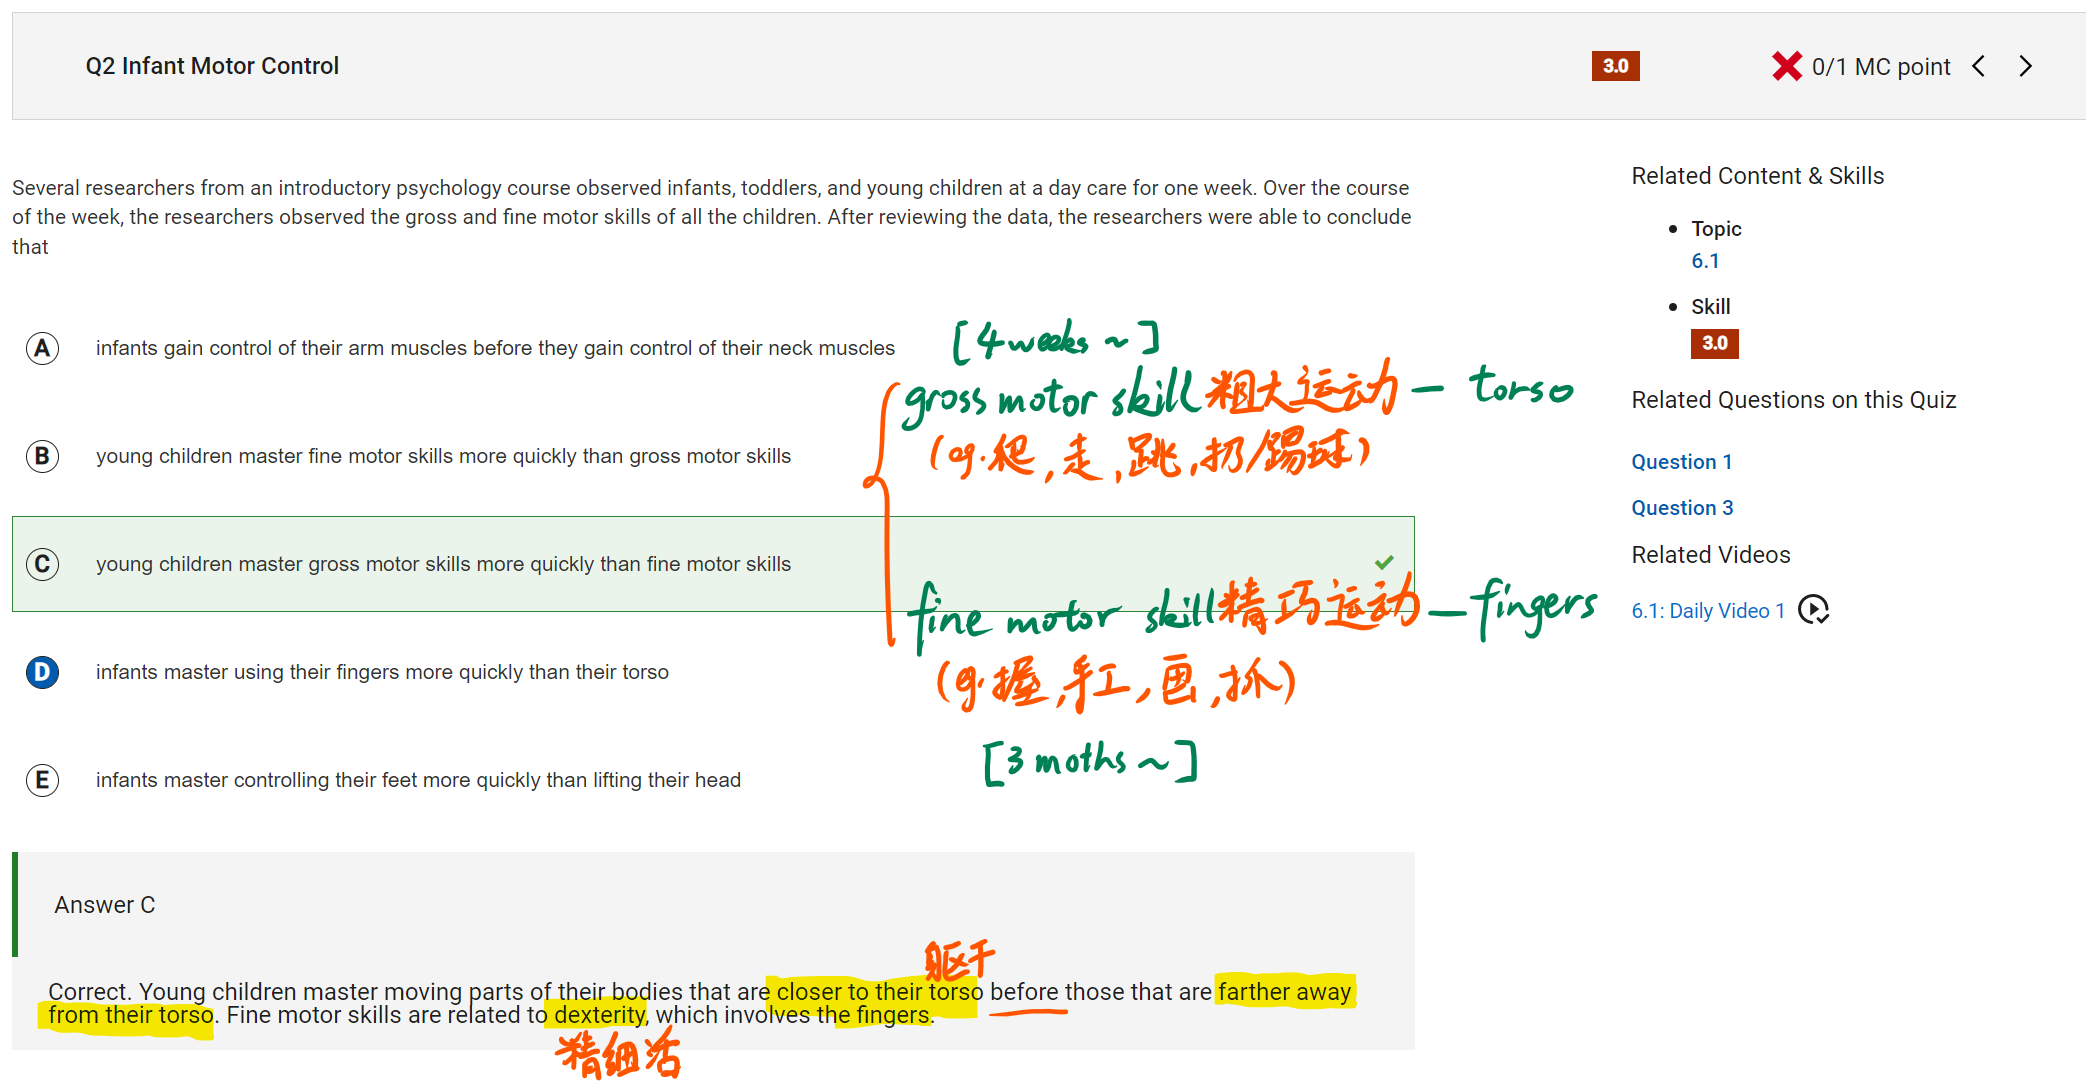 Q2 Infant Motor Control
3.0
0/1 MC point
Several researchers from an introductory psychology course observed infants, toddlers, and young children at a day care for one week. Over the course
of the week, the researchers observed the gross and fine motor skills of all the children. After reviewing the data, the researchers were able to conclude
that
A infants gain control of their arm muscles before they gain control of their neck muscles
[4 weeks ~]
gross motor skill 粗大运动 — torso
(eg. 爬, 走, 跳, 扔/踢球)
B young children master fine motor skills more quickly than gross motor skills
C young children master gross motor skills more quickly than fine motor skills
fine motor skill 精巧运动 — fingers
(eg. 握, 手工, 画, 抓)
D infants master using their fingers more quickly than their torso
[3 moths ~]
E infants master controlling their feet more quickly than lifting their head
Answer C
躯干
Correct. Young children master moving parts of their bodies that are closer to their torso before those that are farther away
from their torso. Fine motor skills are related to dexterity, which involves the fingers.
精细活
Related Content & Skills
Topic
6.1
Skill
3.0
Related Questions on this Quiz
Question 1
Question 3
Related Videos
6.1: Daily Video 1